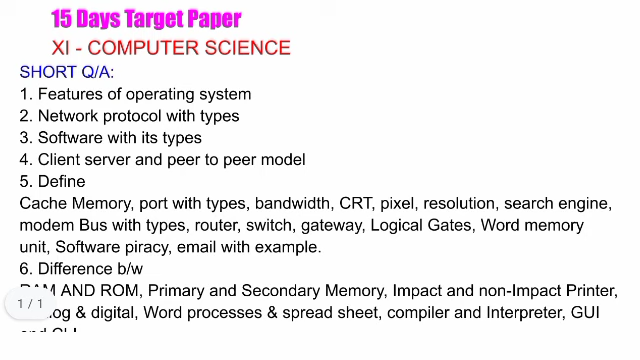 15 Days Target Paper
XI - COMPUTER SCIENCE
SHORT Q/A:
1. Features of operating system
2. Network protocol with types
3. Software with its types
4. Client server and peer to peer model
5. Define
Cache Memory, port with types, bandwidth, CRT, pixel, resolution, search engine,
modem Bus with types, router, switch, gateway, Logical Gates, Word memory
unit, Software piracy, email with example.
6. Difference b/w
RAM AND ROM, Primary and Secondary Memory, Impact and non-Impact Printer,
1 / 1
& digital, Word processes & spread sheet, compiler and Interpreter, GUI